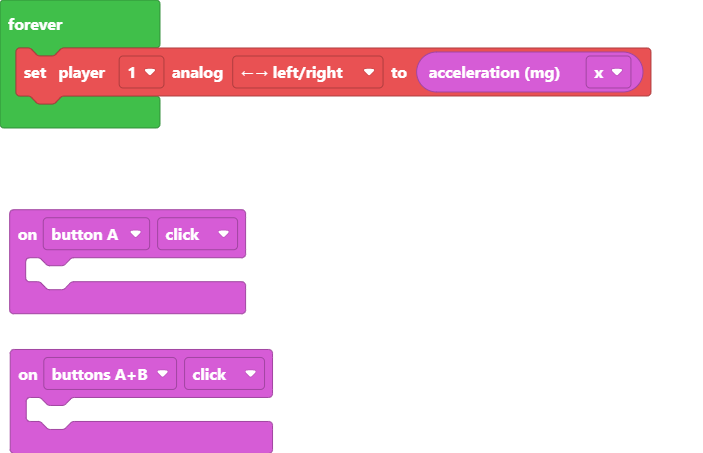 forever
set player 1 analog ←→ left/right to acceleration (mg) x
on button A click
on buttons A+B click